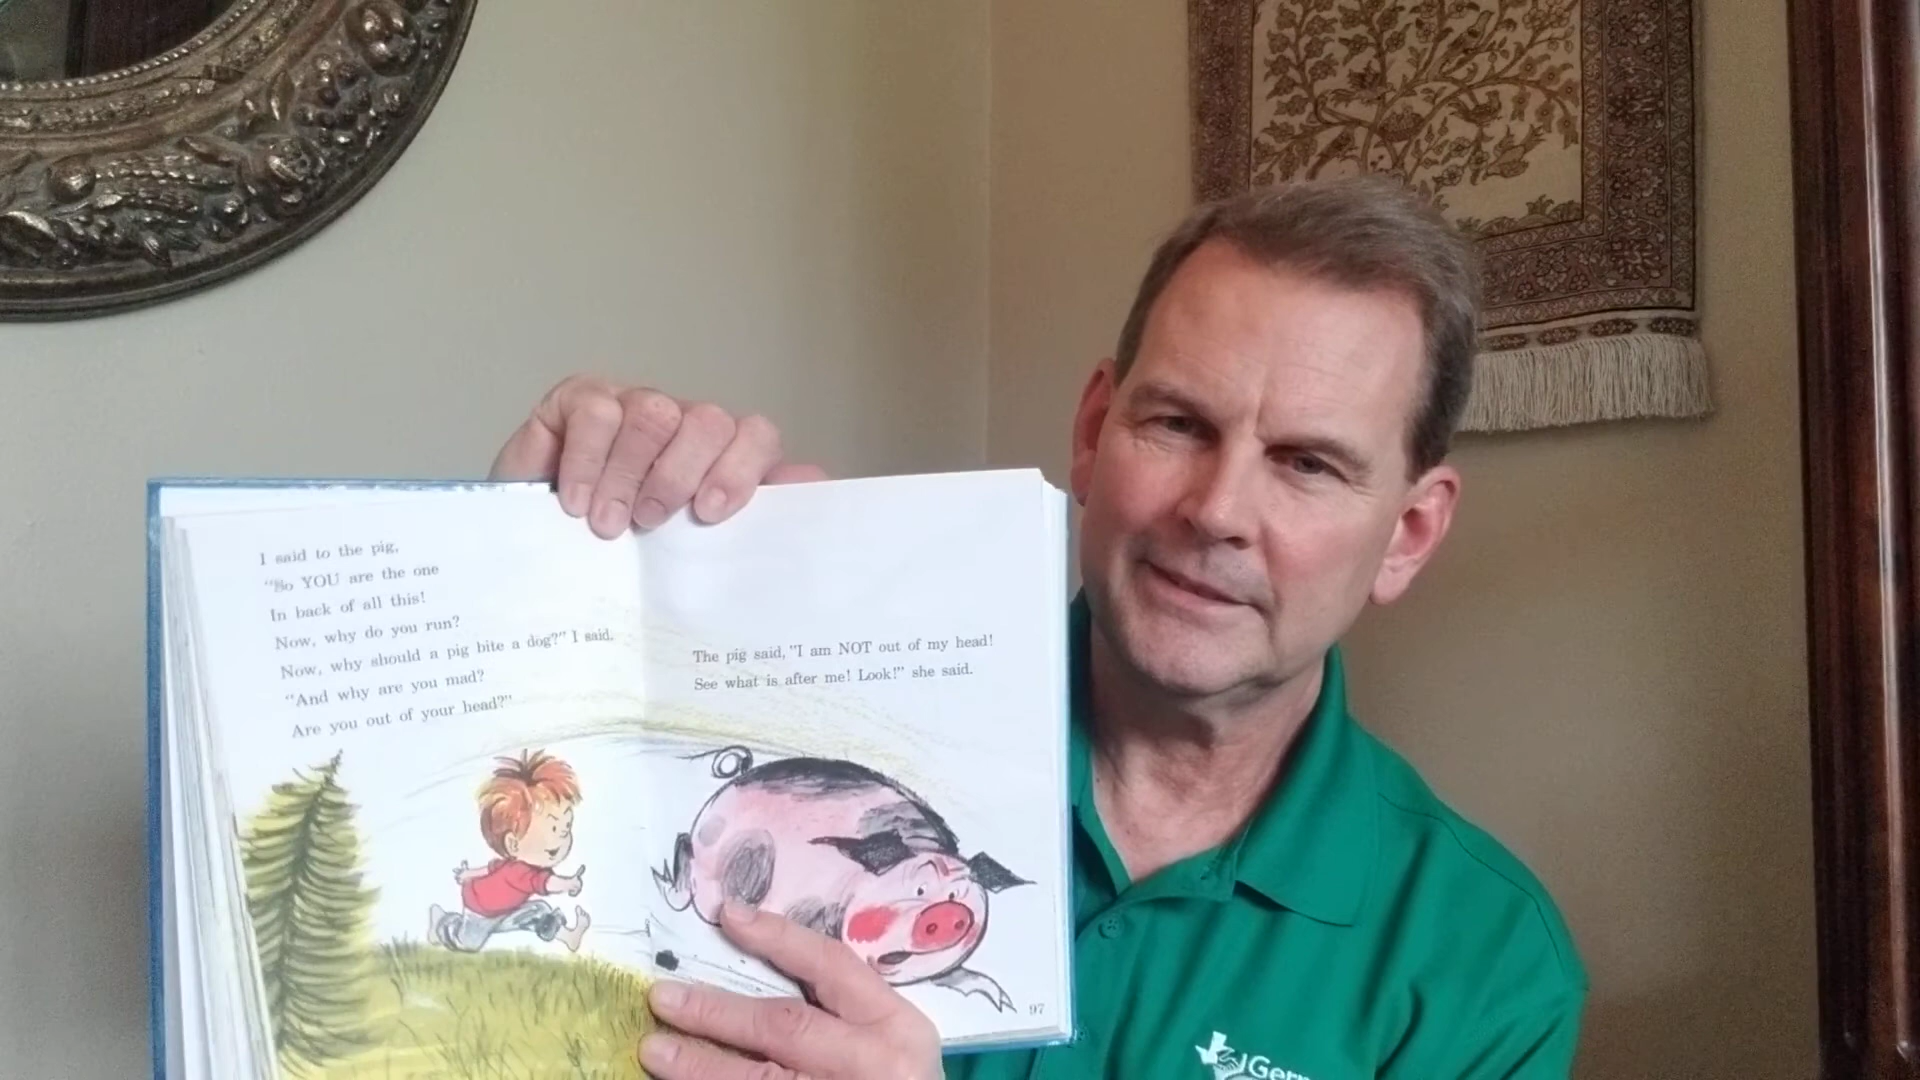 I said to the pig,
"So YOU are the one
In back of all this!
Now, why do you run?
Now, why should a pig bite a dog?" I said.
"And why are you mad?
Are you out of your head?"
The pig said, "I am NOT out of my head!
See what is after me! Look!" she said.
97